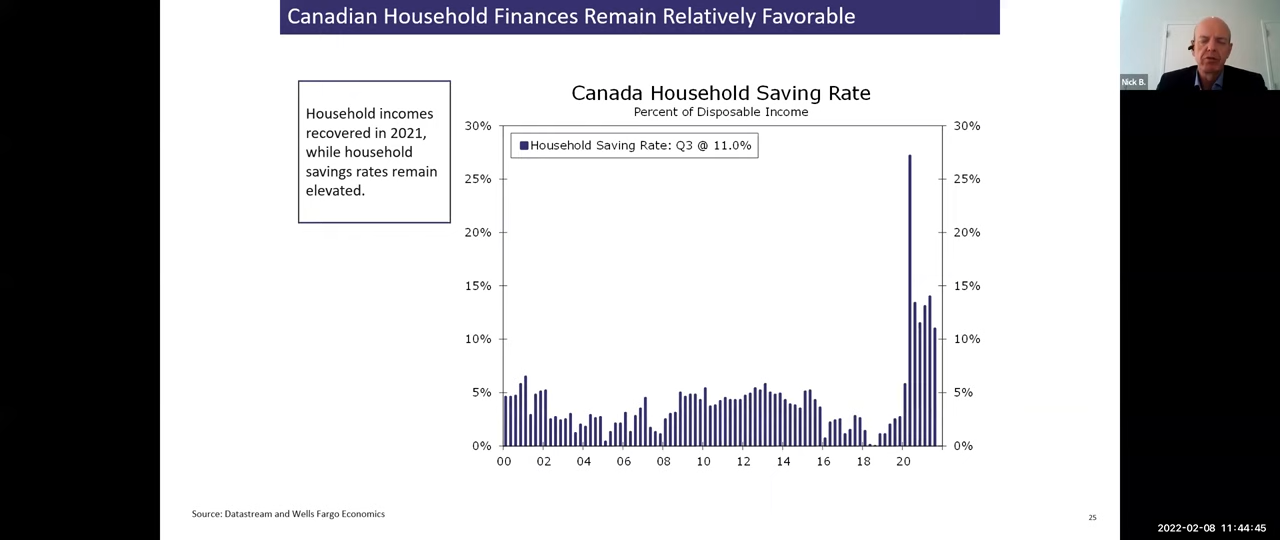 Canadian Household Finances Remain Relatively Favorable
Nick B.
Household incomes
recovered in 2021,
while household
savings rates remain
elevated.
Canada Household Saving Rate
Percent of Disposable Income
Household Saving Rate: Q3 @ 11.0%
30% 30%
25% 25%
20% 20%
15% 15%
10% 10%
5% 5%
0% 0%
00 02 04 06 08 10 12 14 16 18 20
Source: Datastream and Wells Fargo Economics
25
2022-02-08 11:44:45